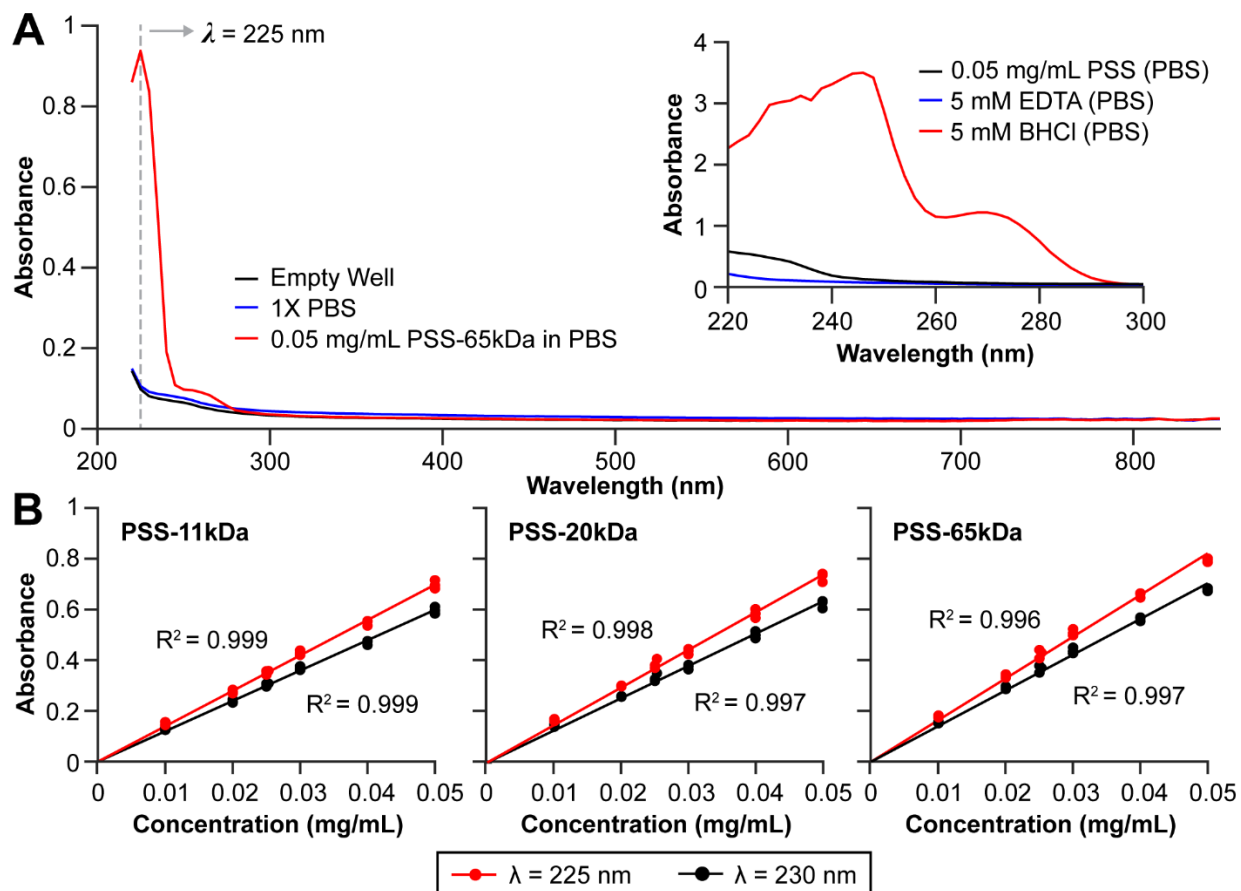 A
λ = 225 nm
Absorbance
1
0.8
0.6
0.4
0.2
0
Empty Well
1X PBS
0.05 mg/mL PSS-65kDa in PBS
200 300 400 500 600 700 800
Wavelength (nm)
Absorbance
4
3
2
1
0
0.05 mg/mL PSS (PBS)
5 mM EDTA (PBS)
5 mM BHCl (PBS)
220 240 260 280 300
Wavelength (nm)
B
Absorbance
1
0.8
0.6
0.4
0.2
0
PSS-11kDa
R² = 0.999
R² = 0.999
0 0.01 0.02 0.03 0.04 0.05
Concentration (mg/mL)
PSS-20kDa
R² = 0.998
R² = 0.997
0 0.01 0.02 0.03 0.04 0.05
Concentration (mg/mL)
PSS-65kDa
R² = 0.996
R² = 0.997
0 0.01 0.02 0.03 0.04 0.05
Concentration (mg/mL)
λ = 225 nm λ = 230 nm